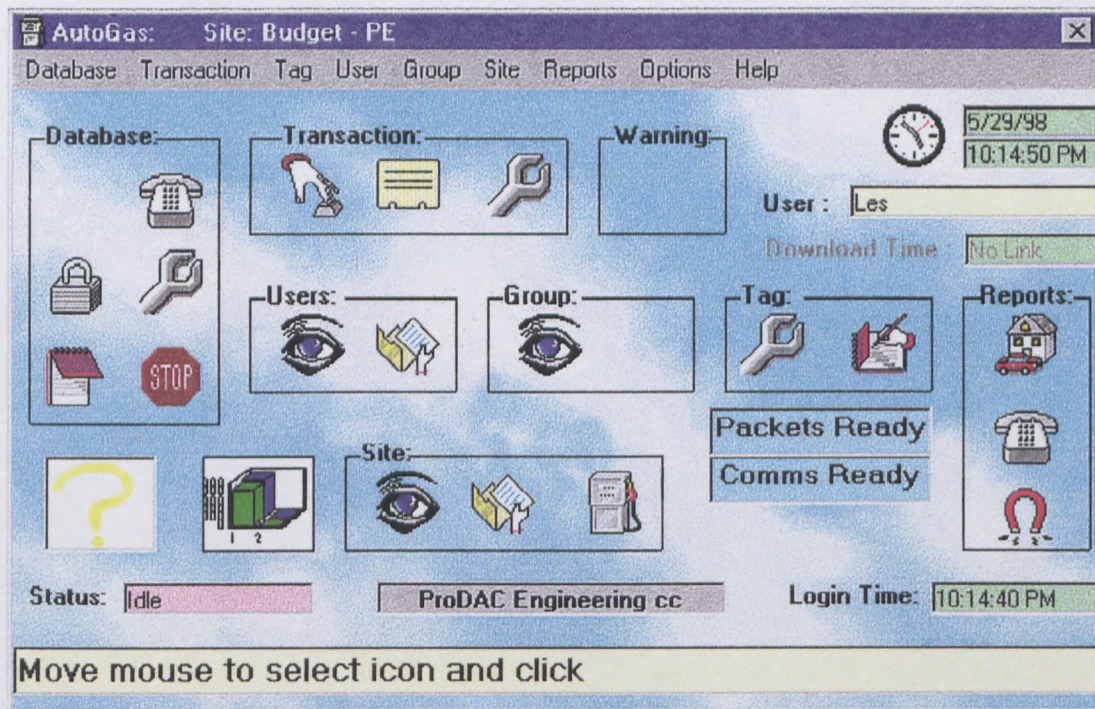 AutoGas: Site: Budget - PE
Database Transaction Tag User Group Site Reports Options Help
5/29/98
10:14:50 PM
Database:
Transaction:
Warning:
User : Les
Download Time : No Link
STOP
Users:
Group:
Tag:
Reports:
Packets Ready
Comms Ready
Site:
?
1 2
Status: Idle
ProDAC Engineering cc
Login Time: 10:14:40 PM
Move mouse to select icon and click